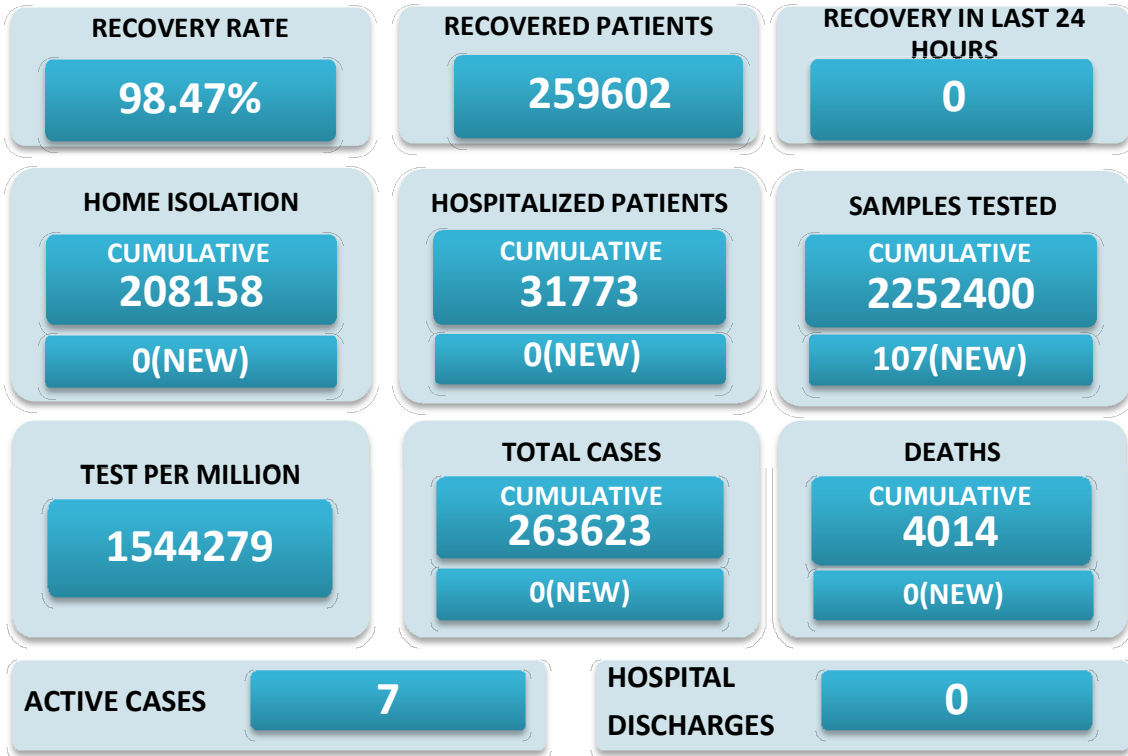 RECOVERY RATE
98.47%
RECOVERED PATIENTS
259602
RECOVERY IN LAST 24
HOURS
0
HOME ISOLATION
CUMULATIVE
208158
0(NEW)
HOSPITALIZED PATIENTS
CUMULATIVE
31773
0(NEW)
SAMPLES TESTED
CUMULATIVE
2252400
107(NEW)
TEST PER MILLION
1544279
TOTAL CASES
CUMULATIVE
263623
0(NEW)
DEATHS
CUMULATIVE
4014
0(NEW)
ACTIVE CASES
7
HOSPITAL
DISCHARGES
0